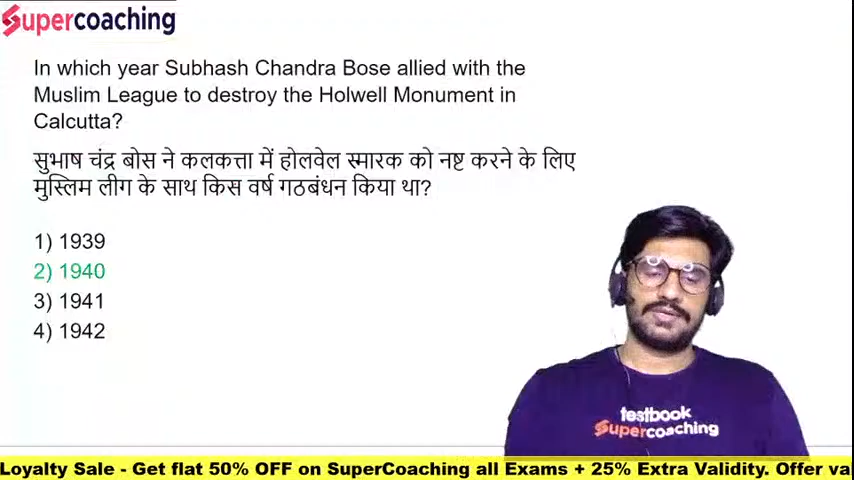 Supercoaching
In which year Subhash Chandra Bose allied with the
Muslim League to destroy the Holwell Monument in
Calcutta?
सुभाष चंद्र बोस ने कलकत्ता में होलवेल स्मारक को नष्ट करने के लिए
मुस्लिम लीग के साथ किस वर्ष गठबंधन किया था?
1) 1939
2) 1940
3) 1941
4) 1942
testbook
Supercoaching
Loyalty Sale - Get flat 50% OFF on SuperCoaching all Exams + 25% Extra Validity. Offer va